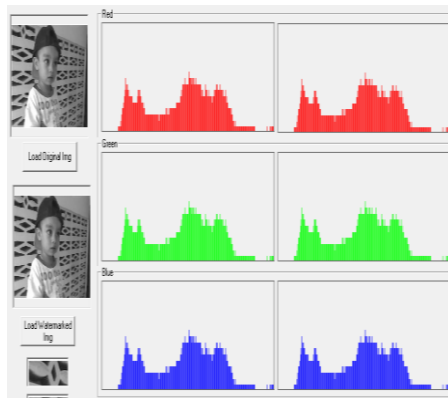 Red
Load Original Img
Green
Load Watermarked
Img
Blue